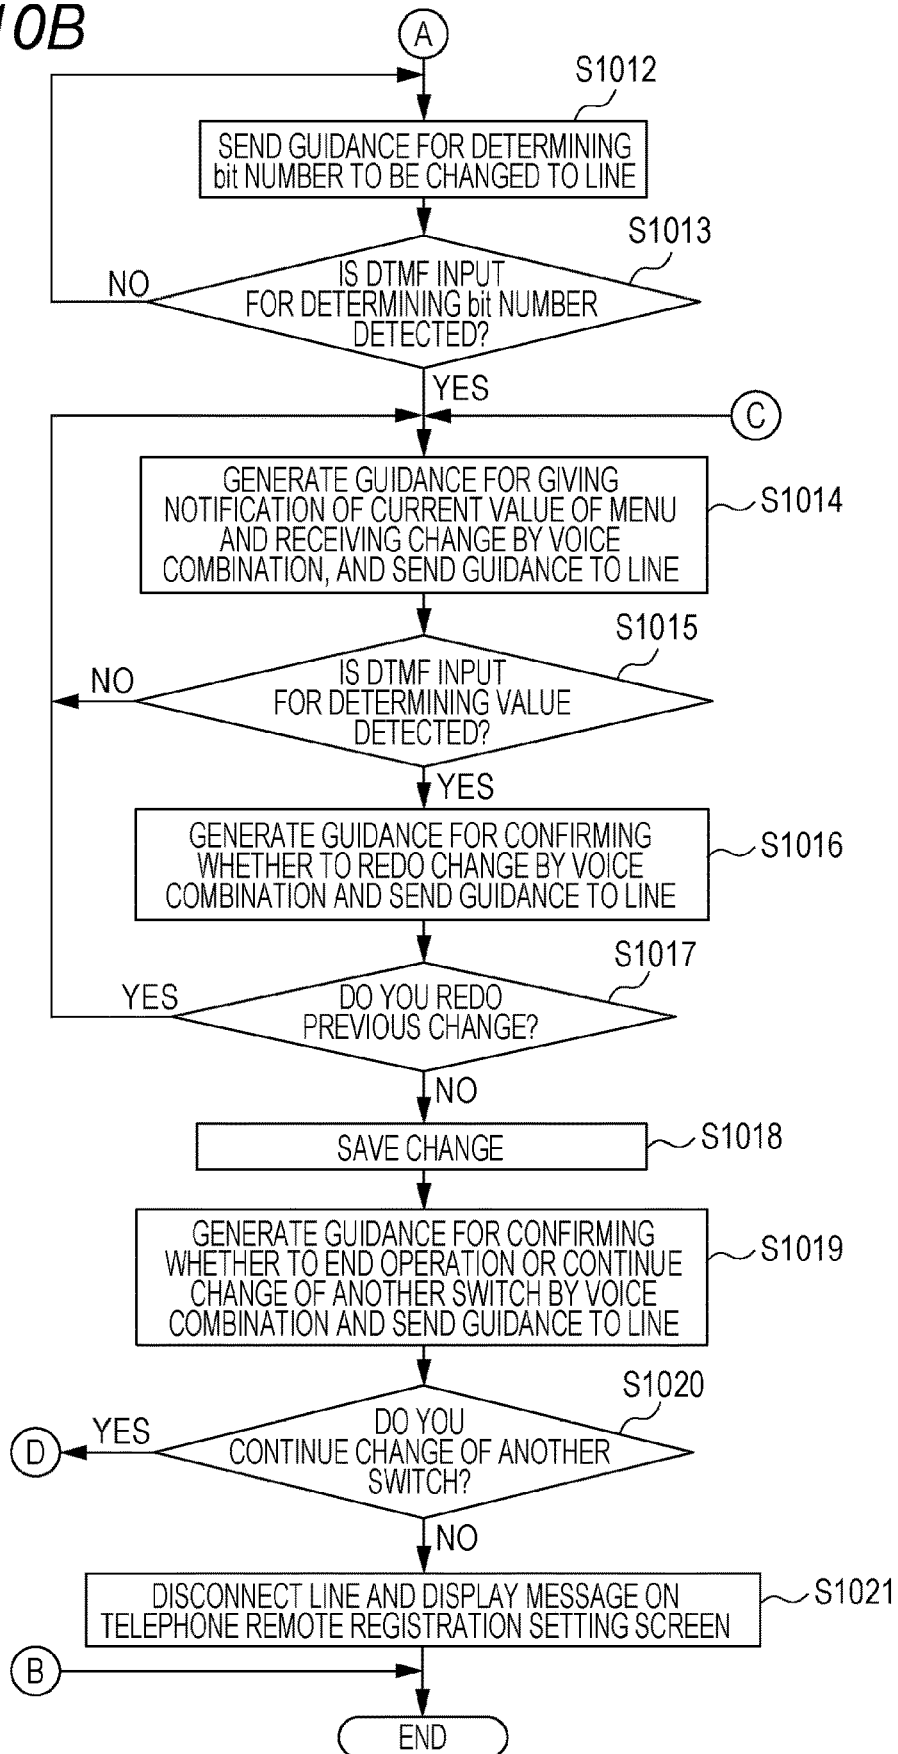 10B
A
S1012
SEND GUIDANCE FOR DETERMINING
bit NUMBER TO BE CHANGED TO LINE
S1013
NO
IS DTMF INPUT
FOR DETERMINING bit NUMBER
DETECTED?
YES
C
GENERATE GUIDANCE FOR GIVING
NOTIFICATION OF CURRENT VALUE OF MENU
AND RECEIVING CHANGE BY VOICE
COMBINATION, AND SEND GUIDANCE TO LINE
S1014
S1015
NO
IS DTMF INPUT
FOR DETERMINING VALUE
DETECTED?
YES
GENERATE GUIDANCE FOR CONFIRMING
WHETHER TO REDO CHANGE BY VOICE
COMBINATION AND SEND GUIDANCE TO LINE
S1016
S1017
YES
DO YOU REDO
PREVIOUS CHANGE?
NO
SAVE CHANGE
S1018
GENERATE GUIDANCE FOR CONFIRMING
WHETHER TO END OPERATION OR CONTINUE
CHANGE OF ANOTHER SWITCH BY VOICE
COMBINATION AND SEND GUIDANCE TO LINE
S1019
S1020
D
YES
DO YOU
CONTINUE CHANGE OF ANOTHER
SWITCH?
NO
DISCONNECT LINE AND DISPLAY MESSAGE ON
TELEPHONE REMOTE REGISTRATION SETTING SCREEN
S1021
B
END